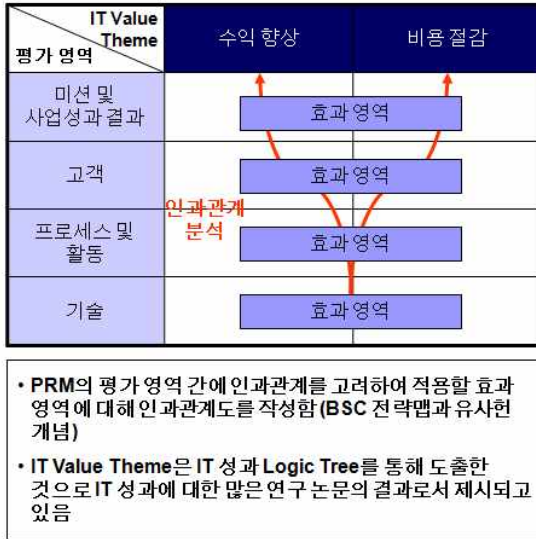 IT Value
Theme
평가 영역
수익 향상
비용 절감
미션 및
사업성과 결과
효과 영역
고객
효과 영역
인과관계
분석
프로세스 및
활동
효과 영역
기술
효과 영역
• PRM의 평가 영역 간에 인과관계를 고려하여 적용할 효과
영역에 대해 인과관계도를 작성함 (BSC 전략맵과 유사헌
개념)
• IT Value Theme은 IT 성과 Logic Tree를 통해 도출한
것으로 IT 성과에 대한 많은 연구 논문의 결과로서 제시되고
있음